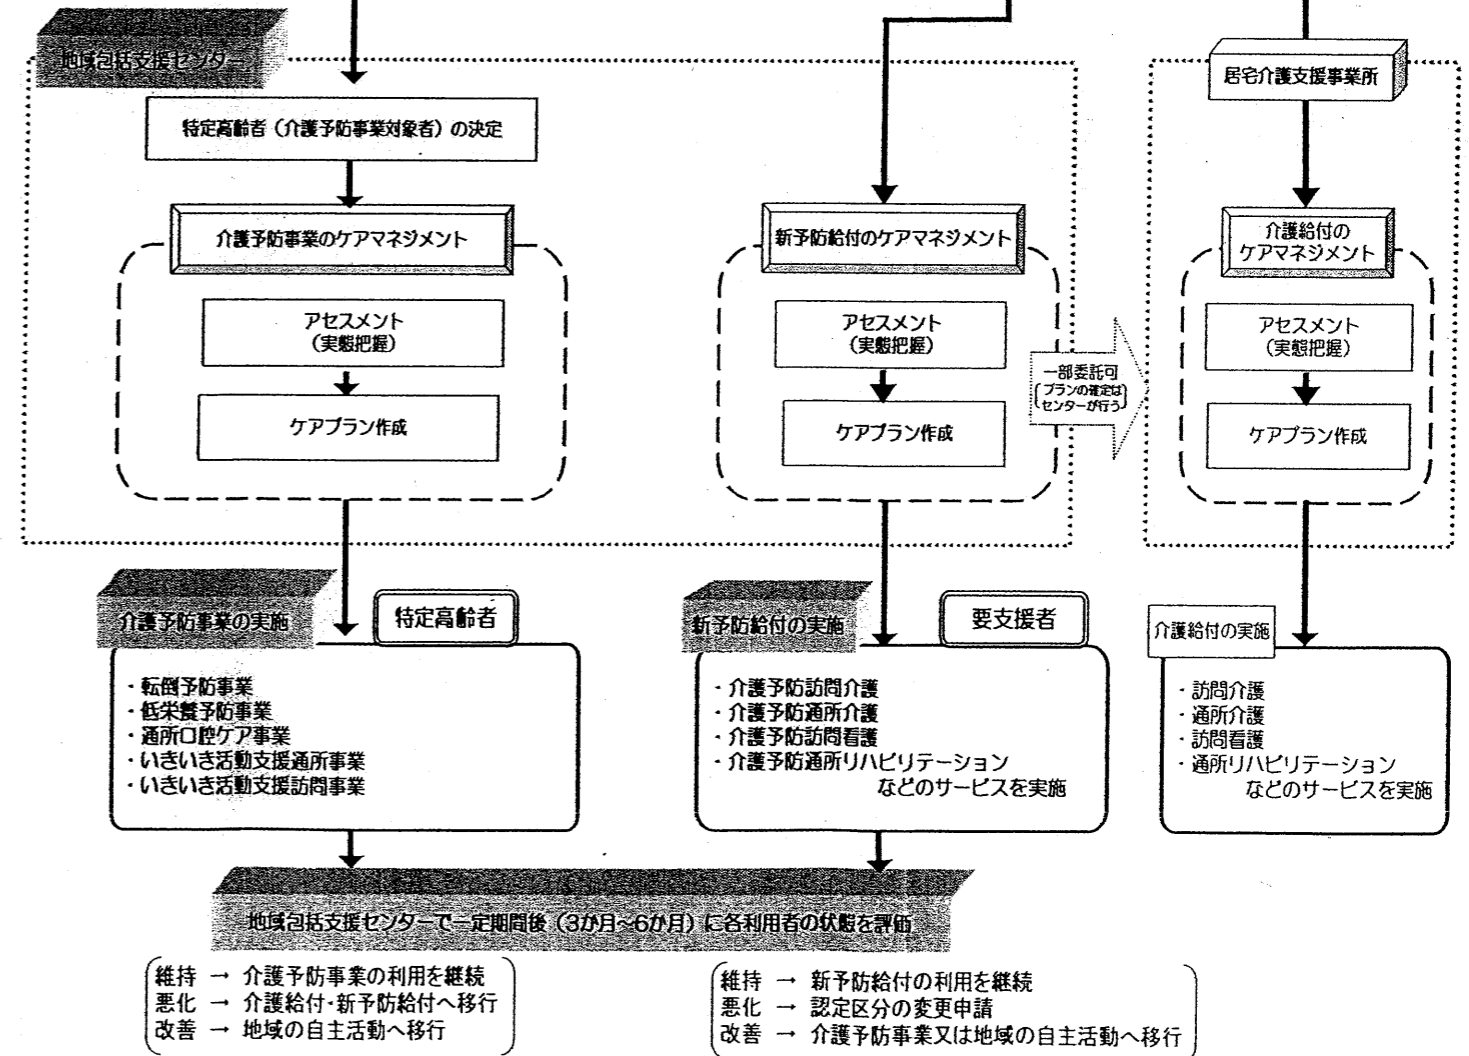 地域包括支援センター
特定高齢者（介護予防事業対象者）の決定
介護予防事業のケアマネジメント
アセスメント
（実態把握）
ケアプラン作成
新予防給付のケアマネジメント
アセスメント
（実態把握）
ケアプラン作成
一部委託可
プランの確定は
センターが行う
居宅介護支援事業所
介護給付の
ケアマネジメント
アセスメント
（実態把握）
ケアプラン作成
介護予防事業の実施
特定高齢者
・転倒予防事業
・低栄養予防事業
・通所口腔ケア事業
・いきいき活動支援通所事業
・いきいき活動支援訪問事業
新予防給付の実施
要支援者
・介護予防訪問介護
・介護予防通所介護
・介護予防訪問看護
・介護予防通所リハビリテーション
などのサービスを実施
介護給付の実施
・訪問介護
・通所介護
・訪問看護
・通所リハビリテーション
などのサービスを実施
地域包括支援センターで一定期間後（3か月～6か月）に各利用者の状態を評価
維持 → 介護予防事業の利用を継続
悪化 → 介護給付・新予防給付へ移行
改善 → 地域の自主活動へ移行
維持 → 新予防給付の利用を継続
悪化 → 認定区分の変更申請
改善 → 介護予防事業又は地域の自主活動へ移行